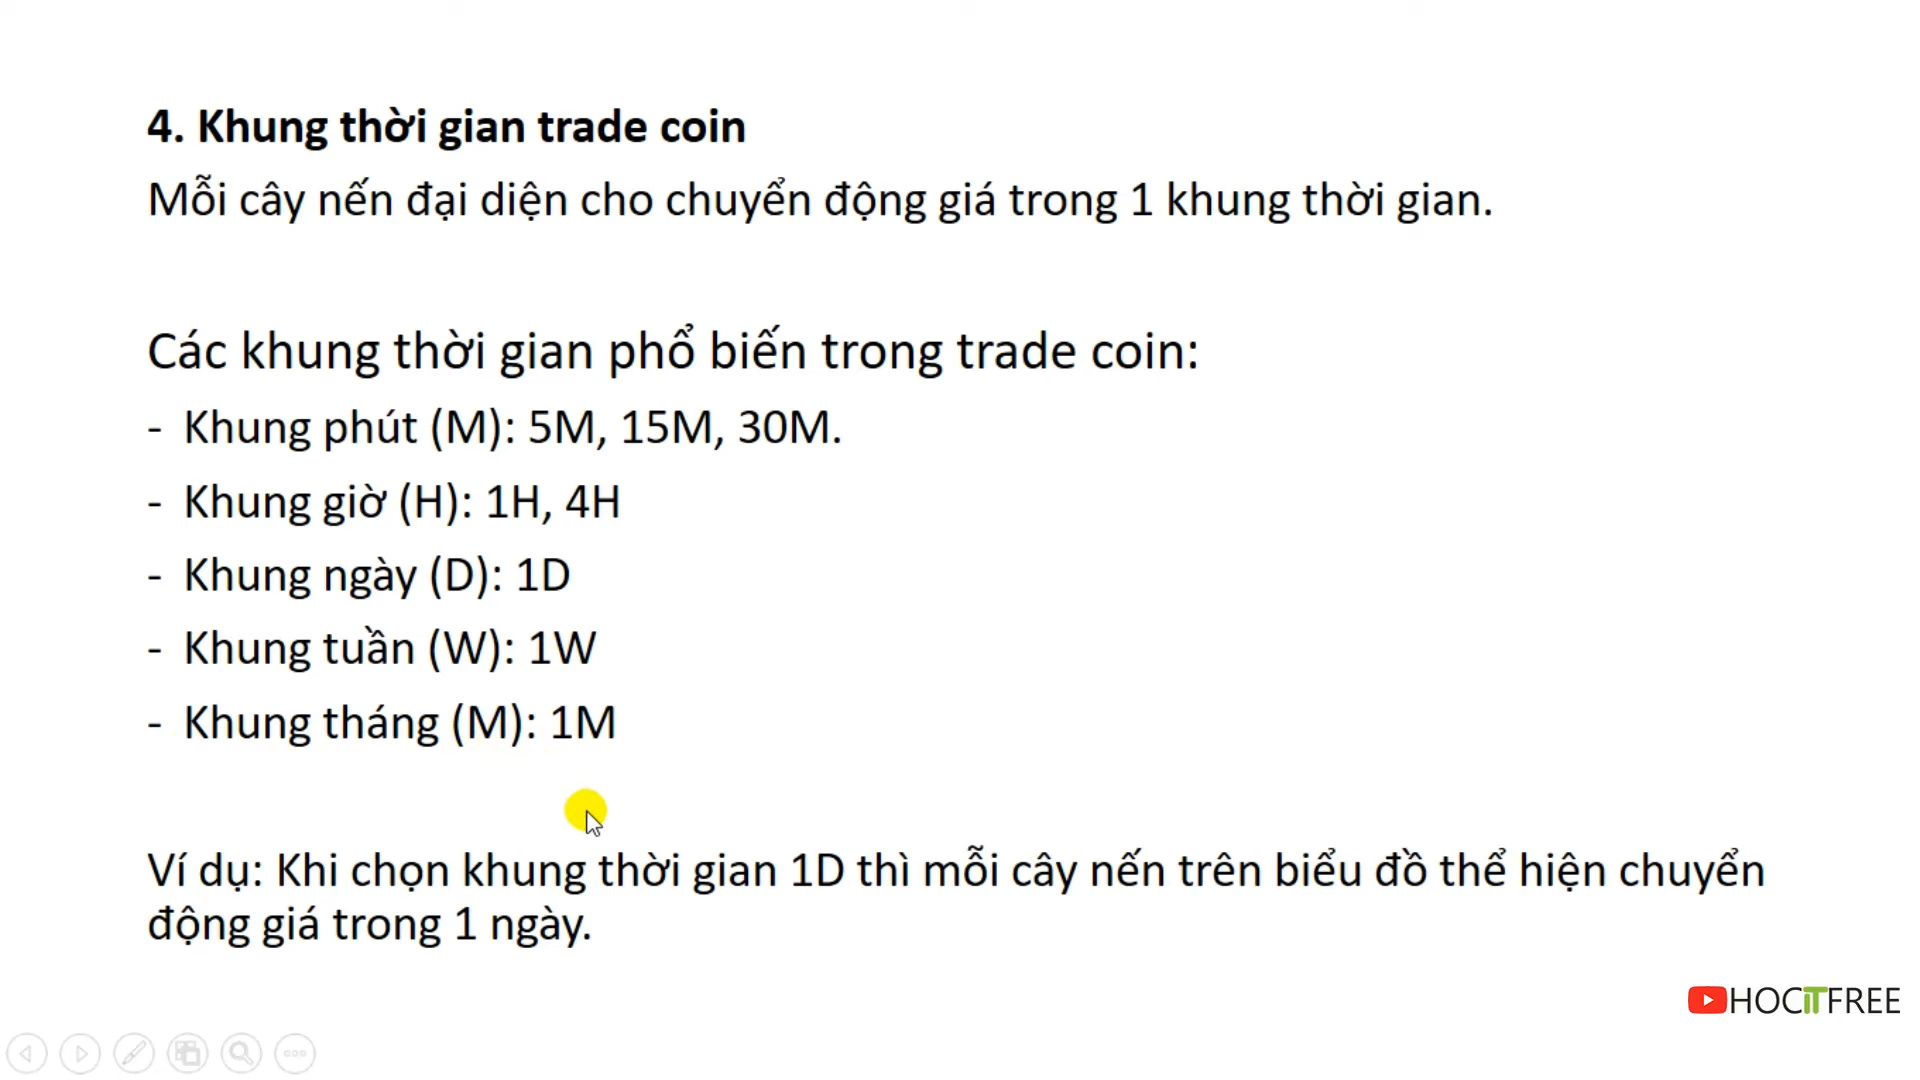 4. Khung thời gian trade coin
Mỗi cây nến đại diện cho chuyển động giá trong 1 khung thời gian.
Các khung thời gian phổ biến trong trade coin:
- Khung phút (M): 5M, 15M, 30M.
- Khung giờ (H): 1H, 4H
- Khung ngày (D): 1D
- Khung tuần (W): 1W
- Khung tháng (M): 1M
Ví dụ: Khi chọn khung thời gian 1D thì mỗi cây nến trên biểu đồ thể hiện chuyển
động giá trong 1 ngày.
HOCITFREE